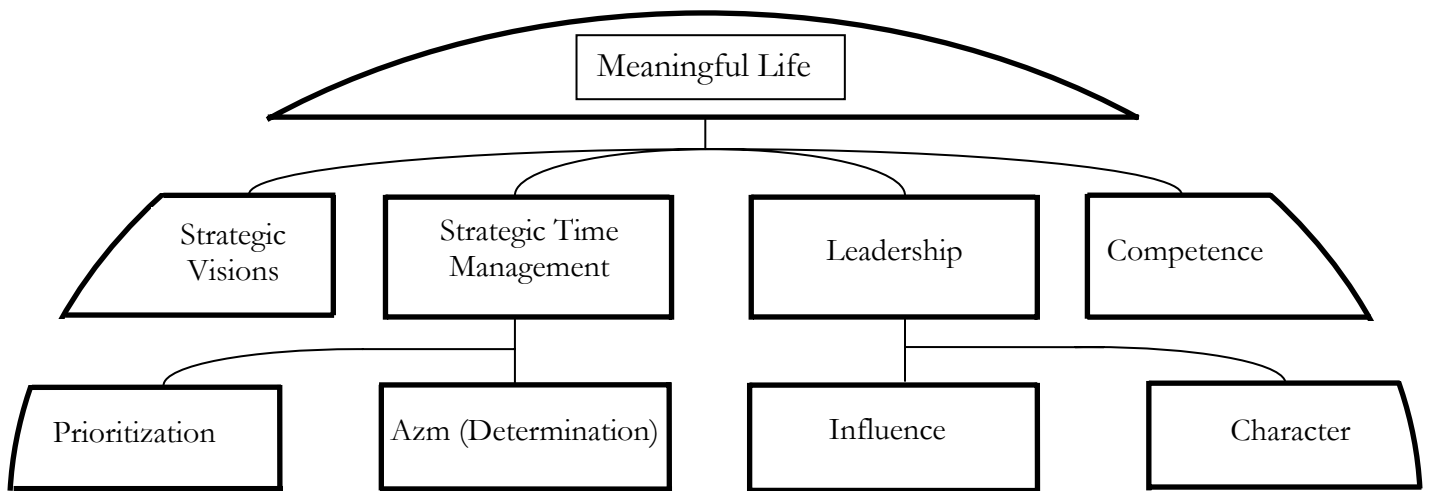 Meaningful Life
Strategic
Visions
Strategic Time
Management
Leadership
Competence
Prioritization
Azm (Determination)
Influence
Character